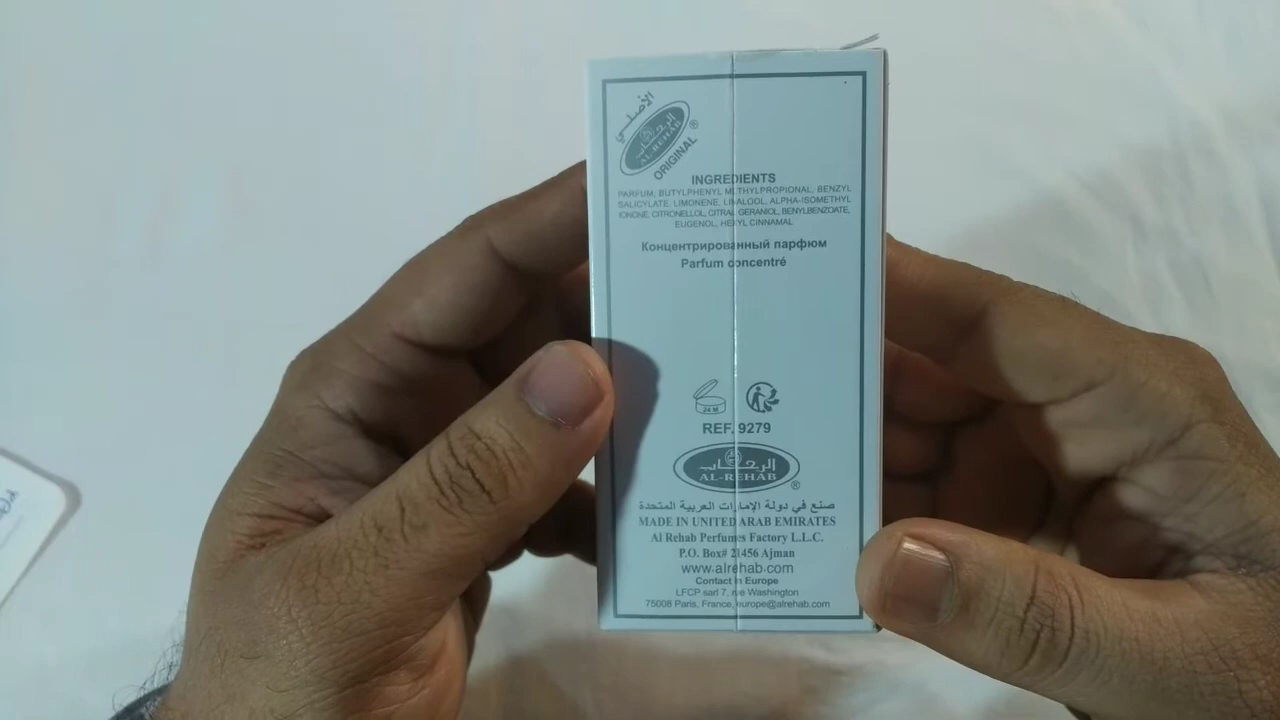 الأصلي
الرحاب
AL-REHAB
ORIGINAL ®
INGREDIENTS
PARFUM, BUTYLPHENYL METHYLPROPIONAL, BENZYL
SALICYLATE, LIMONENE, LINALOOL, ALPHA-ISOMETHYL
IONONE, CITRONELLOL, CITRAL GERANIOL, BENYLBENZOATE,
EUGENOL, HEXYL CINNAMAL
Концентрированный парфюм
Parfum concentré
24 M
REF. 9279
الرحاب
AL-REHAB
®
صنع في دولة الإمارات العربية المتحدة
MADE IN UNITED ARAB EMIRATES
Al Rehab Perfumes Factory L.L.C.
P.O. Box# 21456 Ajman
www.alrehab.com
Contact in Europe
LFCP sarl 7, rue Washington
75008 Paris, France, europe@alrehab.com